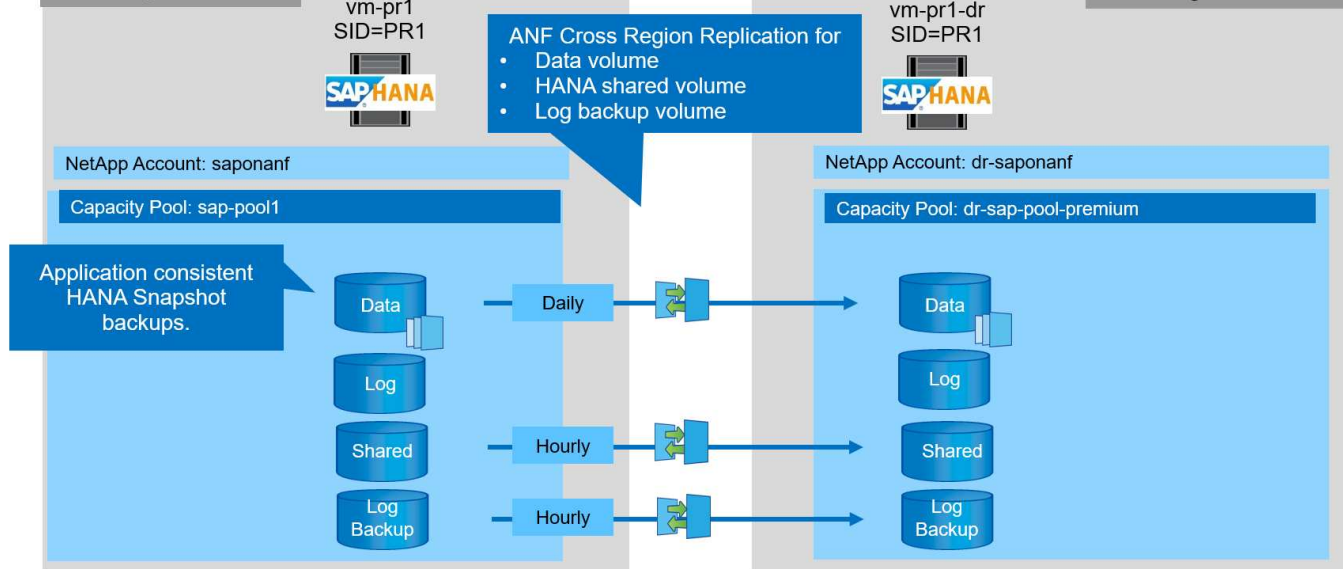 vm-pr1
SID=PR1
SAP HANA
vm-pr1-dr
SID=PR1
SAP HANA
ANF Cross Region Replication for
• Data volume
• HANA shared volume
• Log backup volume
NetApp Account: saponanf
Capacity Pool: sap-pool1
NetApp Account: dr-saponanf
Capacity Pool: dr-sap-pool-premium
Application consistent
HANA Snapshot
backups.
Data
Daily
Data
Log
Log
Shared
Hourly
Shared
Log
Backup
Hourly
Log
Backup